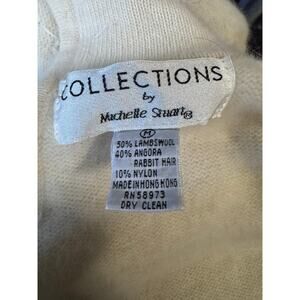 COLLECTIONS
by
Michelle Stuart®
M
50% LAMBSWOOL
40% ANGORA
RABBIT HAIR
10% NYLON
MADE IN HONG KONG
RN58973
DRY CLEAN